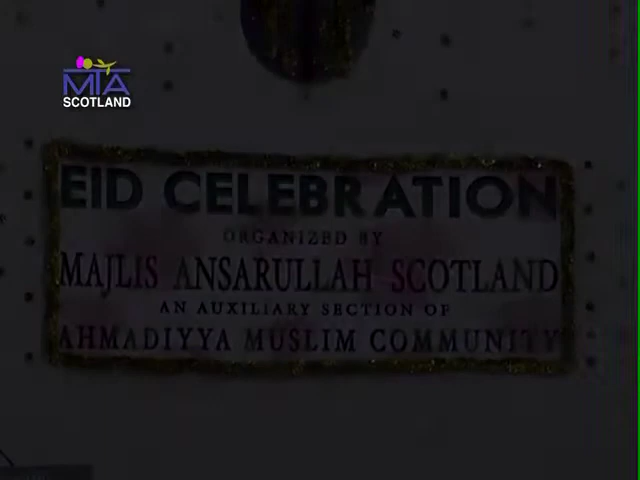 MTA
SCOTLAND
EID CELEBRATION
ORGANIZED BY
MAJLIS ANSARULLAH SCOTLAND
AN AUXILIARY SECTION OF
AHMADIYYA MUSLIM COMMUNITY